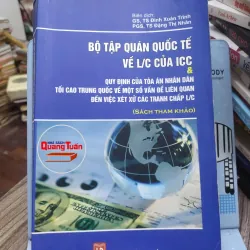 Biên dịch:
GS, TS Đinh Xuân Trình
PGS, TS Đặng Thị Nhàn
BỘ TẬP QUÁN QUỐC TẾ
VỀ L/C CỦA ICC
&
QUY ĐỊNH CỦA TÒA ÁN NHÂN DÂN
TỐI CAO TRUNG QUỐC VỀ MỘT SỐ VẤN ĐỀ LIÊN QUAN
ĐẾN VIỆC XÉT XỬ CÁC TRANH CHẤP L/C
(SÁCH THAM KHẢO)
NHÀ SÁCH
Quang Tuấn